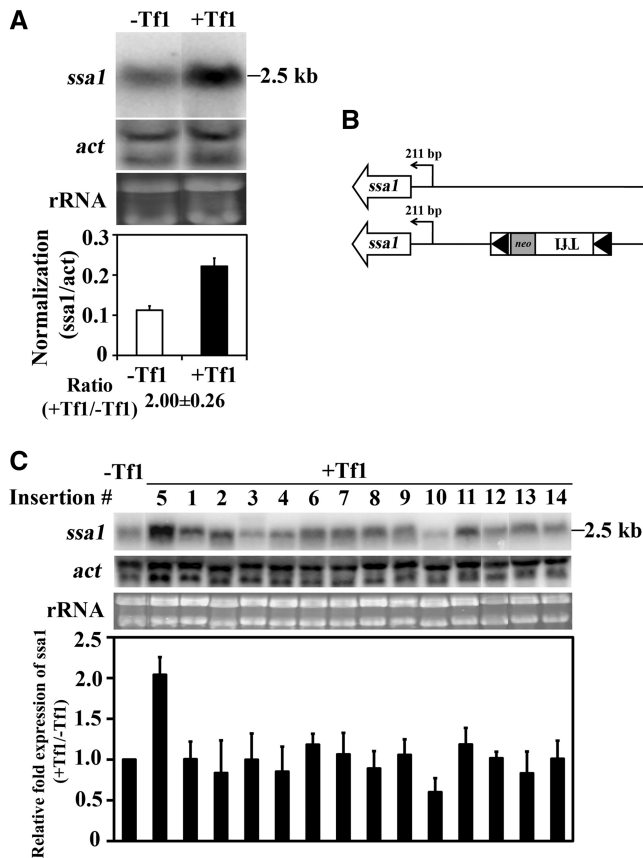 A
-Tf1 +Tf1
ssa1
2.5 kb
act
rRNA
Normalization
(ssa1/act)
0.3
0.2
0.1
0
-Tf1 +Tf1
Ratio
(+Tf1/-Tf1)
2.00±0.26
B
211 bp
ssa1
211 bp
ssa1
neo
Tf1
C
-Tf1
+Tf1
Insertion # 5 1 2 3 4 6 7 8 9 10 11 12 13 14
ssa1
2.5 kb
act
rRNA
Relative fold expression of ssa1
(+Tf1/-Tf1)
2.5
2.0
1.5
1.0
0.5
0